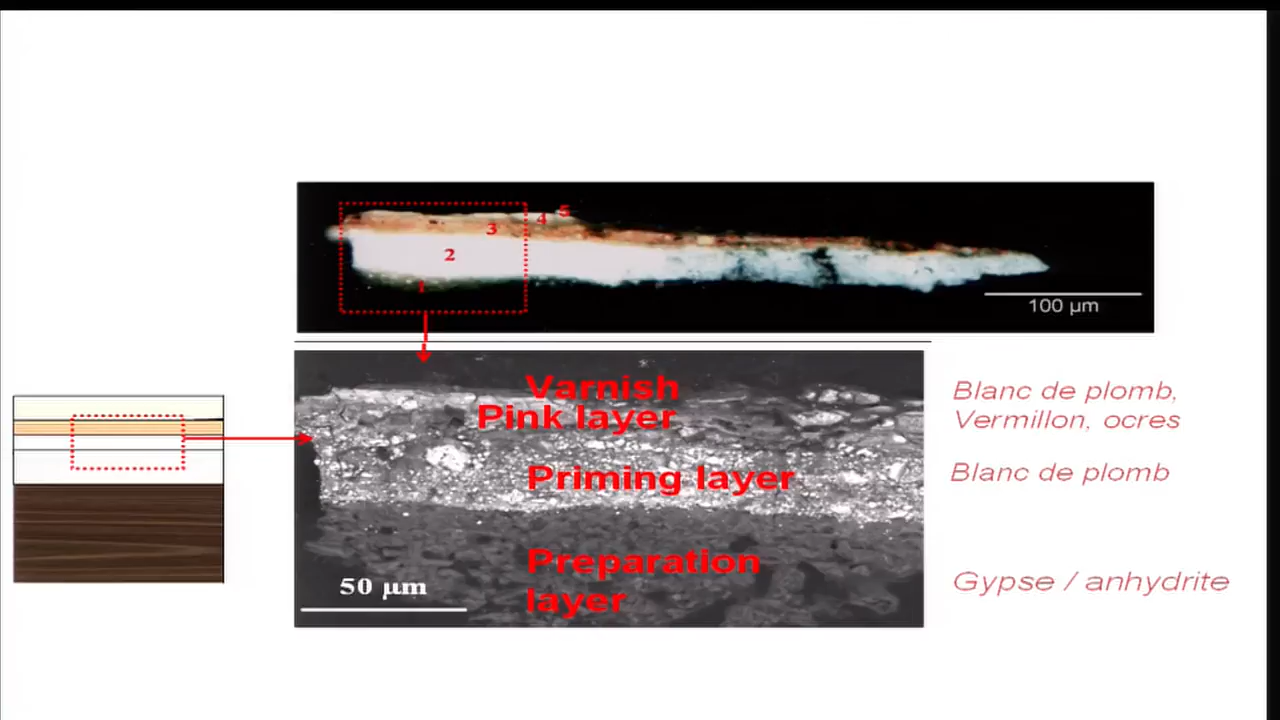 5
4
3
2
1
100 µm
Varnish
Pink layer
Priming layer
Preparation
layer
50 µm
Blanc de plomb,
Vermillon, ocres
Blanc de plomb
Gypse / anhydrite